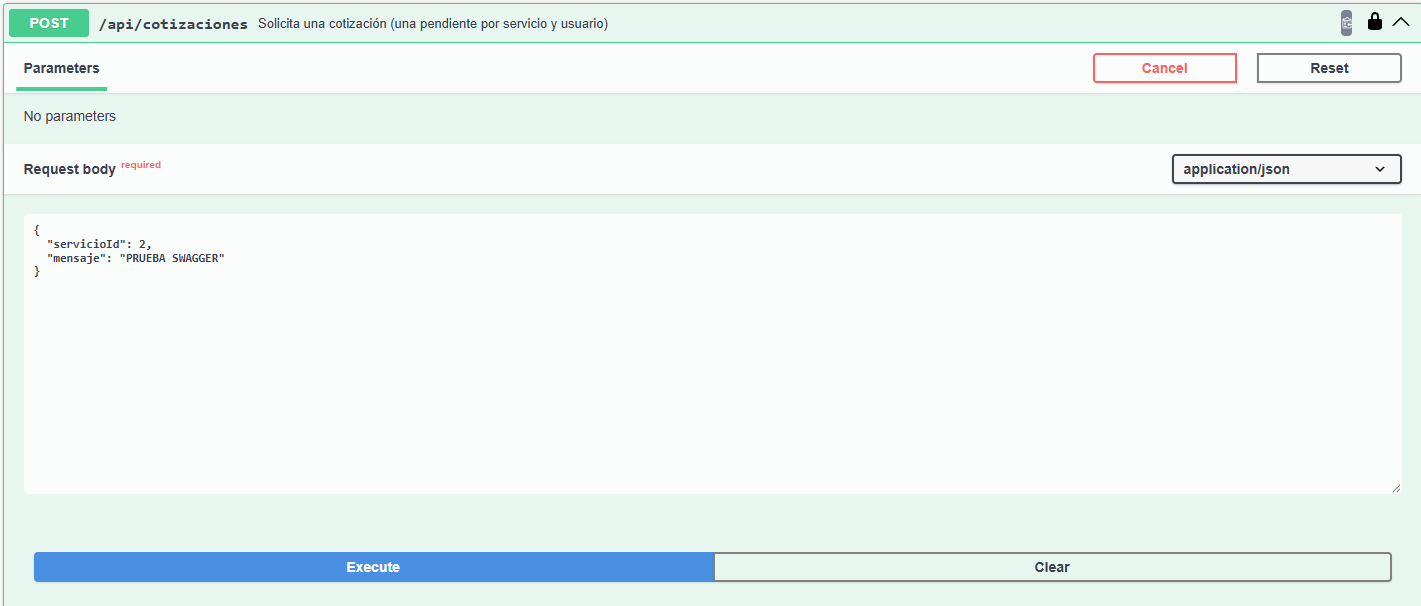 POST /api/cotizaciones Solicita una cotización (una pendiente por servicio y usuario)
Parameters Cancel Reset
No parameters
Request body required application/json
{
"servicioId": 2,
"mensaje": "PRUEBA SWAGGER"
}
Execute Clear